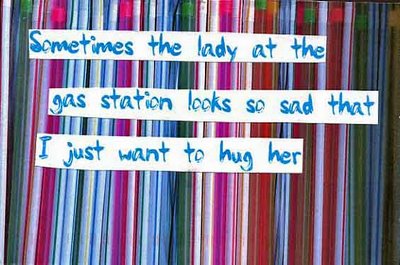 Sometimes the lady at the
gas station looks so sad that
I just want to hug her